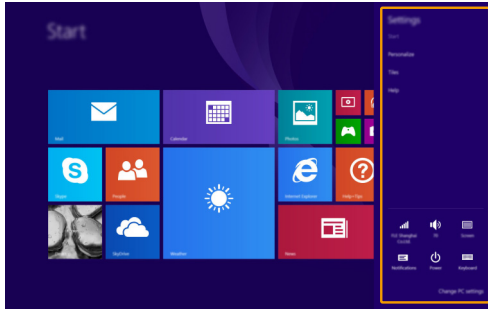 Start
Settings
Start
Personalize
Tiles
Help
Mail
Calendar
Photos
Skype
People
Internet Explorer
Help+Tips
SkyDrive
Weather
News
Screen
Notifications
Power
Keyboard
Change PC settings